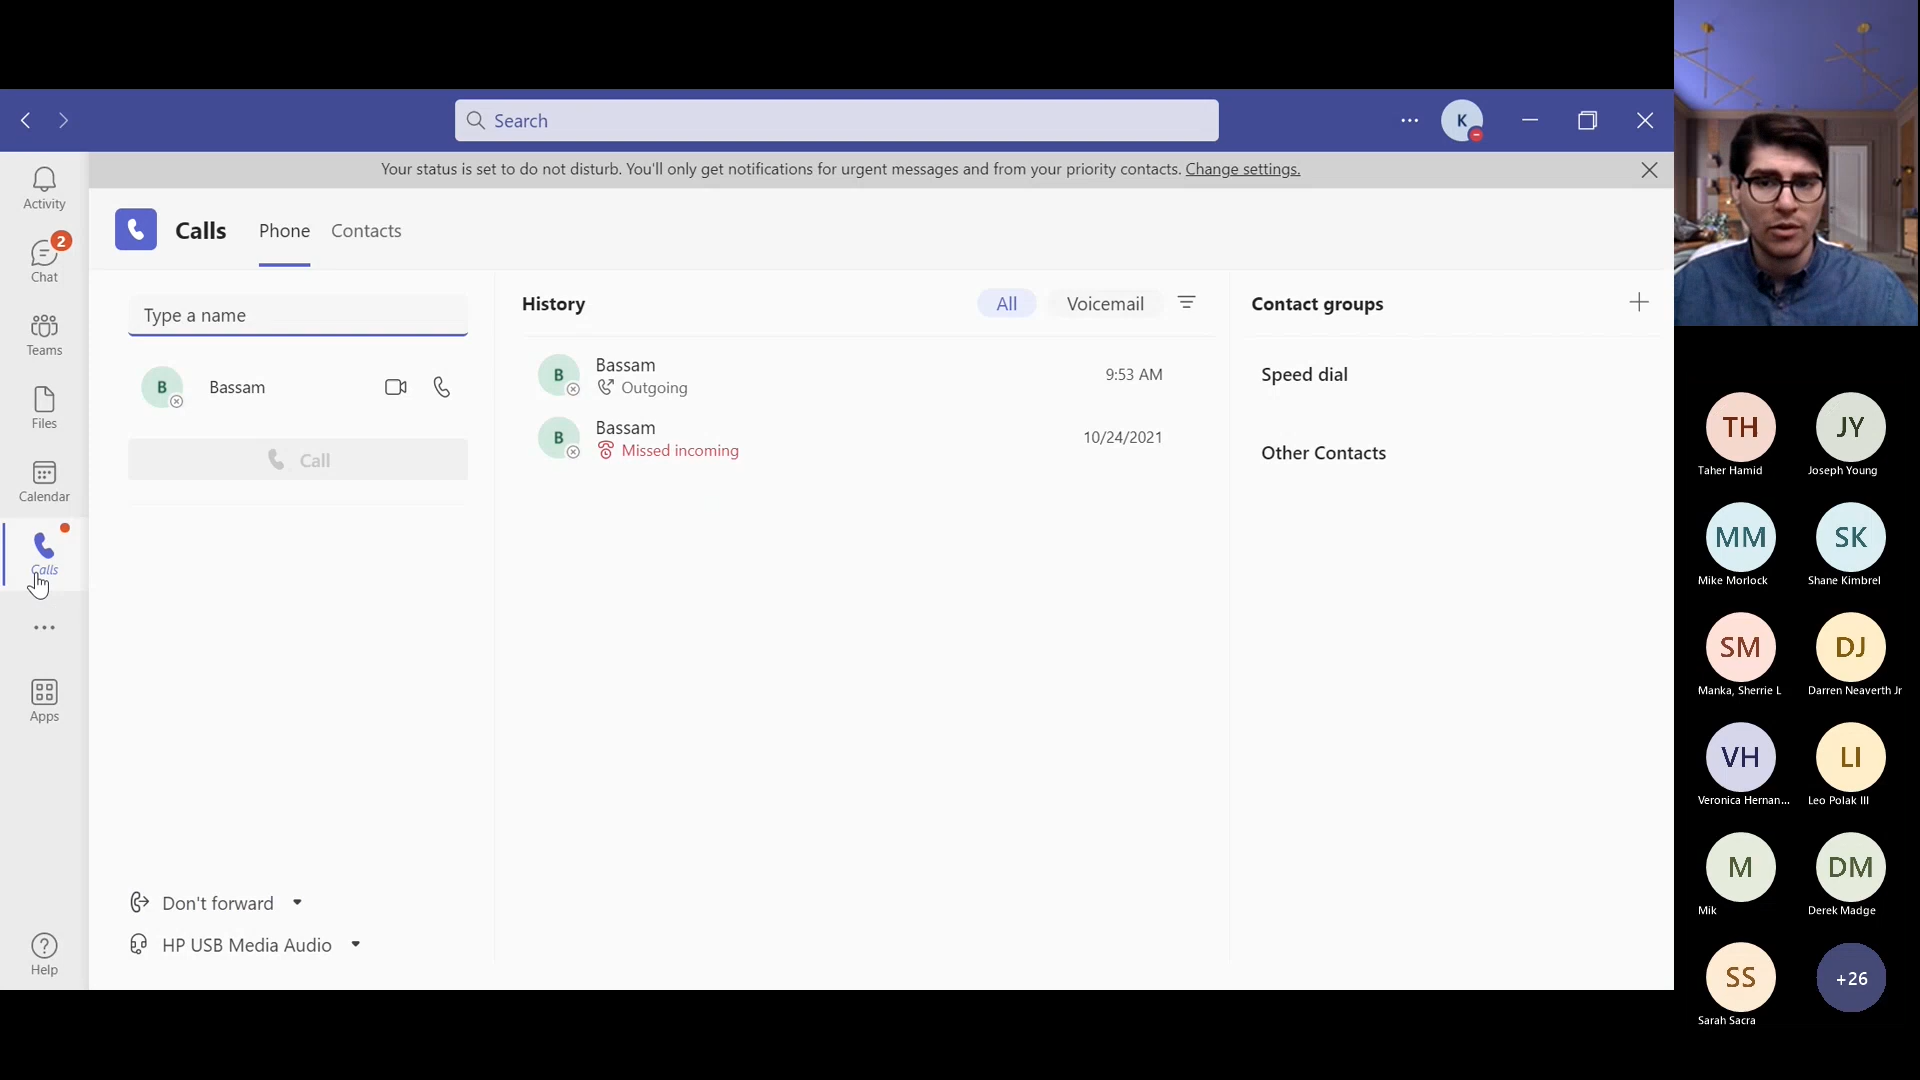 Search
K
Your status is set to do not disturb. You'll only get notifications for urgent messages and from your priority contacts. Change settings.
Activity
2
Chat
Teams
Files
Calendar
Calls
Apps
Help
Calls
Phone
Contacts
Type a name
B
Bassam
Call
Don't forward
HP USB Media Audio
History
All
Voicemail
B
Bassam
Outgoing
9:53 AM
B
Bassam
Missed incoming
10/24/2021
Contact groups
Speed dial
Other Contacts
TH
Taher Hamid
JY
Joseph Young
MM
Mike Morlock
SK
Shane Kimbrel
SM
Manka, Sherrie L
DJ
Darren Neaverth Jr
VH
Veronica Hernan...
LI
Leo Polak III
M
Mik
DM
Derek Madge
SS
Sarah Sacra
+26